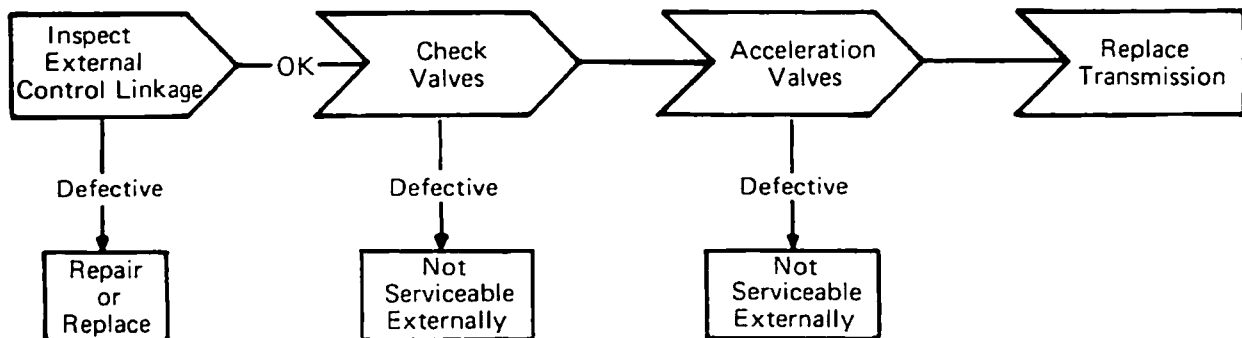 Inspect
External
Control Linkage
OK
Check
Valves
Acceleration
Valves
Replace
Transmission
Defective
Defective
Defective
Repair
or
Replace
Not
Serviceable
Externally
Not
Serviceable
Externally